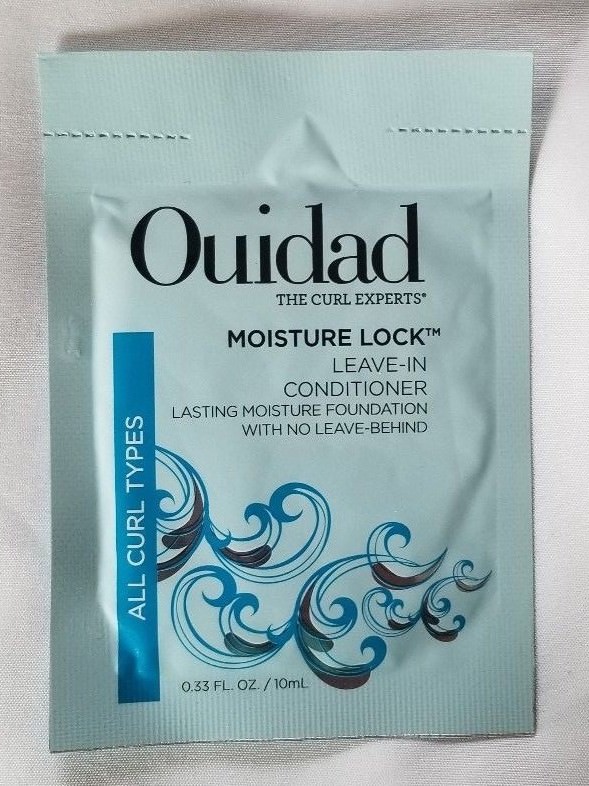 Ouidad
THE CURL EXPERTS®
MOISTURE LOCK™
LEAVE-IN
CONDITIONER
LASTING MOISTURE FOUNDATION
WITH NO LEAVE-BEHIND
ALL CURL TYPES
0.33 FL. OZ. / 10mL